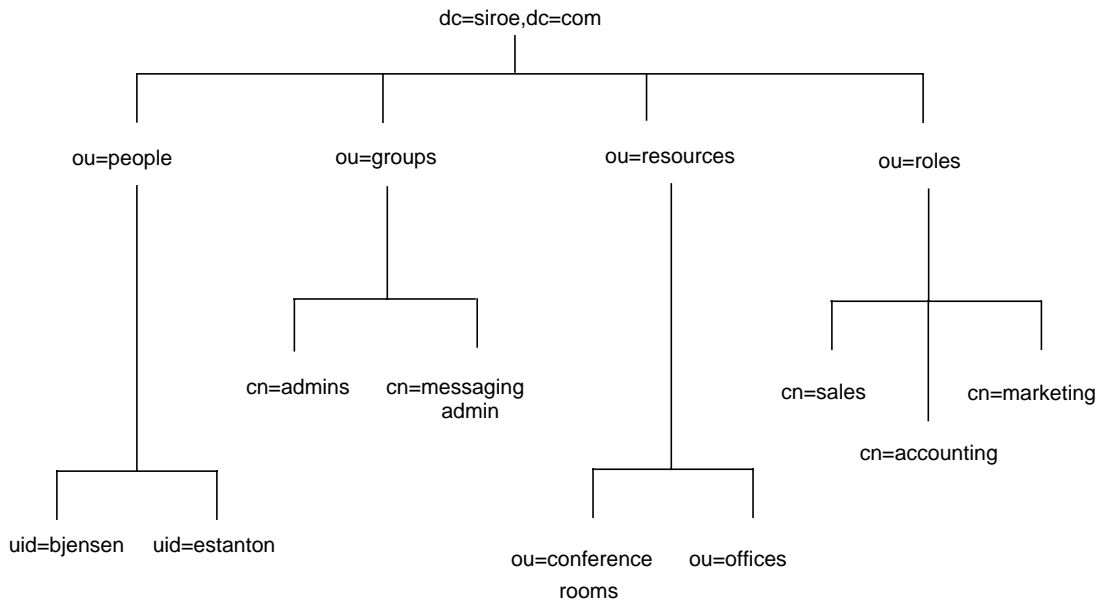 dc=siroe,dc=com
ou=people
ou=groups
ou=resources
ou=roles
cn=admins
cn=messaging
admin
cn=sales
cn=marketing
cn=accounting
uid=bjensen
uid=estanton
ou=conference
rooms
ou=offices